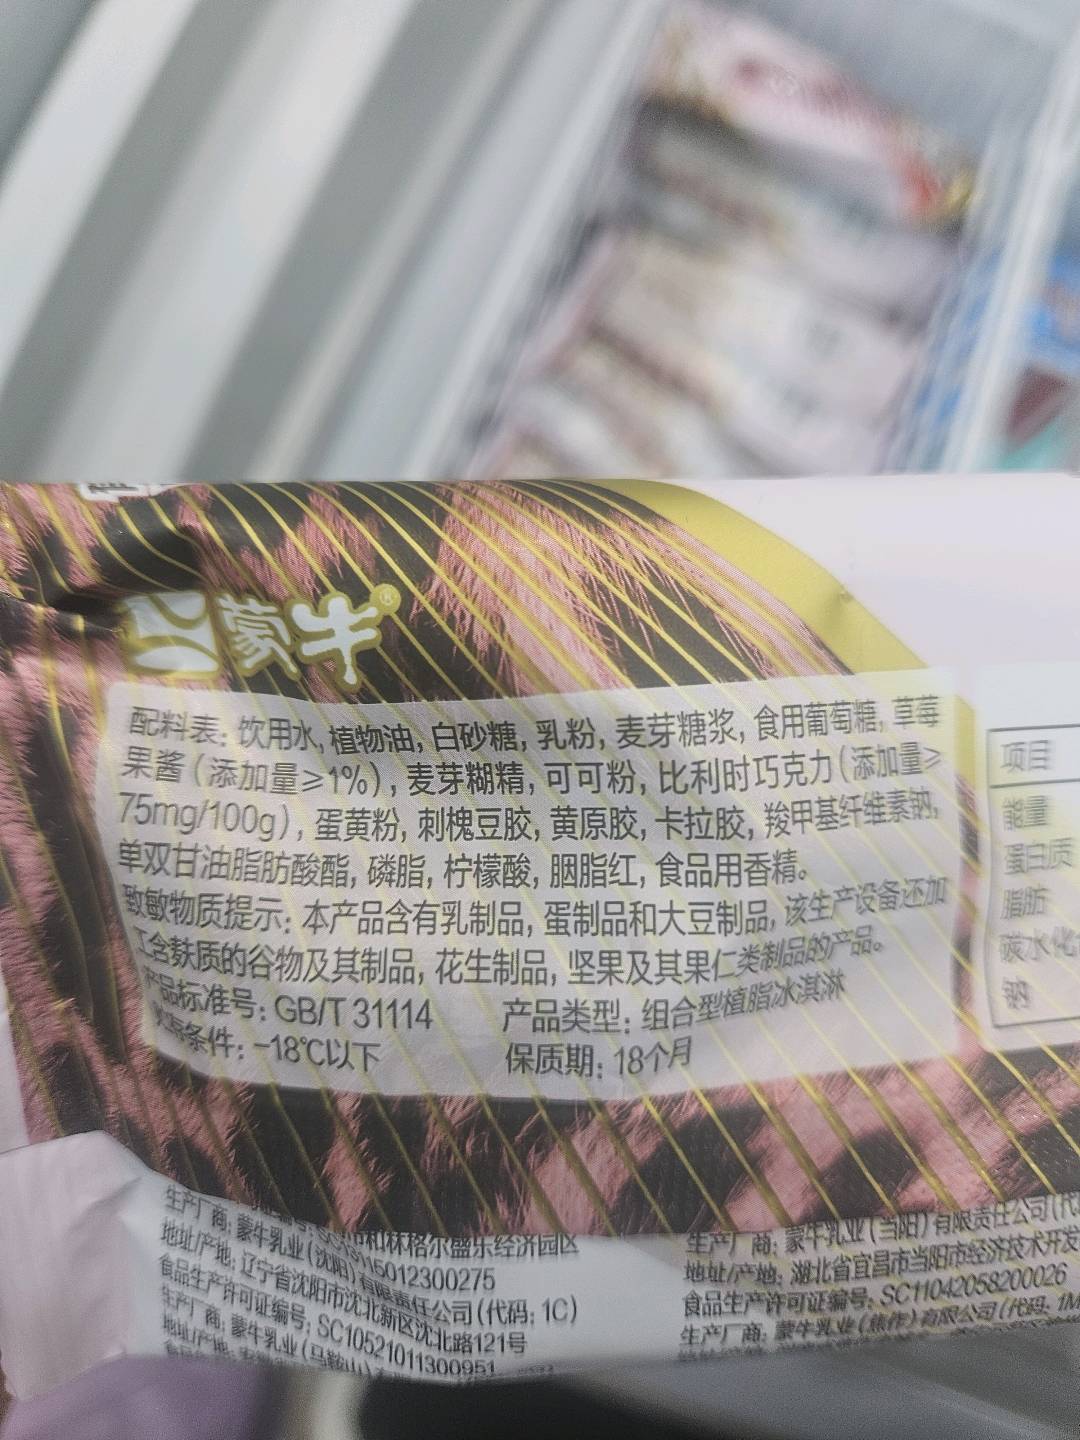 蒙牛®
配料表: 饮用水, 植物油, 白砂糖, 乳粉, 麦芽糖浆, 食用葡萄糖, 草莓
果酱 (添加量≥1%), 麦芽糊精, 可可粉, 比利时巧克力 (添加量≥
75mg/100g), 蛋黄粉, 刺槐豆胶, 黄原胶, 卡拉胶, 羧甲基纤维素钠,
单双甘油脂肪酸酯, 磷脂, 柠檬酸, 胭脂红, 食品用香精。
致敏物质提示: 本产品含有乳制品, 蛋制品和大豆制品, 该生产设备还加
工含麸质的谷物及其制品, 花生制品, 坚果及其果仁类制品的产品。
产品标准号: GB/T 31114 产品类型: 组合型植脂冰淇淋
条件: -18℃以下 保质期: 18个月
项目
能量
蛋白质
脂肪
碳水化
钠
和林格尔盛乐经济园区
15012300275
生产厂商: 蒙牛乳业 (沈阳) 有限责任公司 (代码: 1C)
地址/产地: 辽宁省沈阳市沈北新区沈北路121号
食品生产许可证编号: SC10521011300951
生产厂商: 蒙牛乳业 (马鞍山)
地址/产地:
生产厂商: 蒙牛乳业 (当阳) 有限责任公司 (代
地址/产地: 湖北省宜昌市当阳市经济技术开发
食品生产许可证编号: SC11042058200026
生产厂商: 蒙牛乳业 (焦作) 有限公司 (代码: 1M